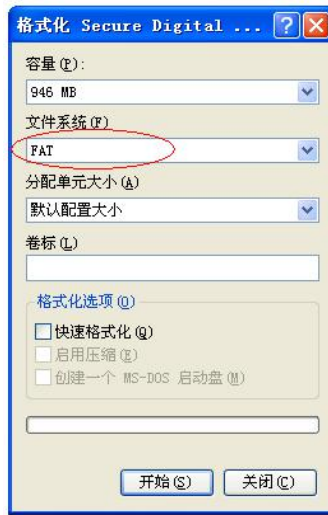 格式化 Secure Digital ...
容量(P):
946 MB
文件系统(F)
FAT
分配单元大小(A)
默认配置大小
卷标(L)
格式化选项(O)
快速格式化(Q)
启用压缩(E)
创建一个 MS-DOS 启动盘(M)
开始(S) 关闭(C)